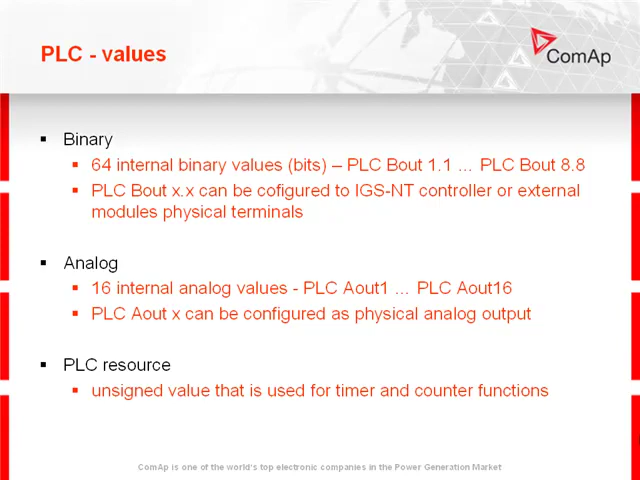 PLC - values
ComAp
Binary
64 internal binary values (bits) – PLC Bout 1.1 ... PLC Bout 8.8
PLC Bout x.x can be cofigured to IGS-NT controller or external
modules physical terminals
Analog
16 internal analog values - PLC Aout1 ... PLC Aout16
PLC Aout x can be configured as physical analog output
PLC resource
unsigned value that is used for timer and counter functions
ComAp is one of the world's top electronic companies in the Power Generation Market